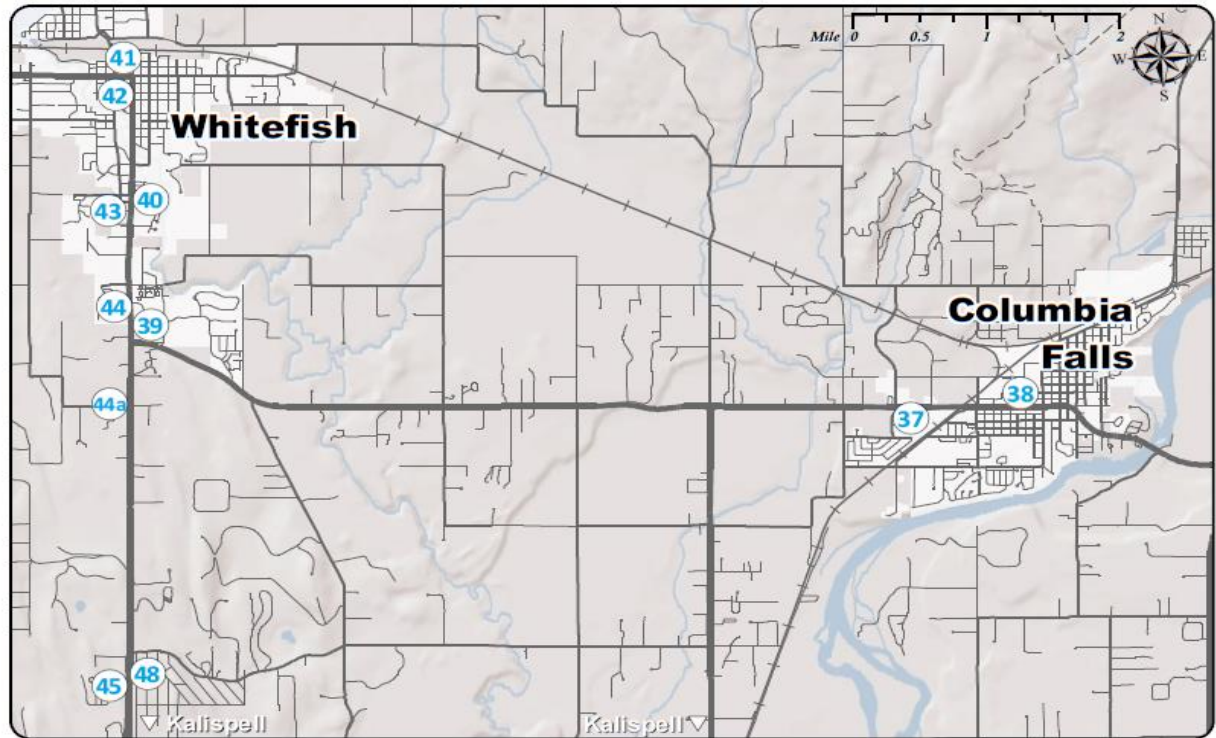 Mile 0 0.5 1 2
N
W E
S
41
42
Whitefish
40
43
44
39
Columbia
Falls
44a
38
37
48
45
Kalispell
Kalispell